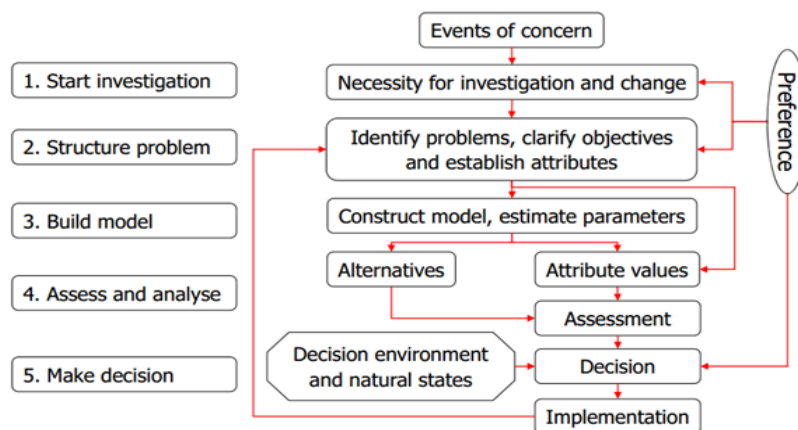 Events of concern
1. Start investigation
Necessity for investigation and change
Preference
2. Structure problem
Identify problems, clarify objectives
and establish attributes
3. Build model
Construct model, estimate parameters
Alternatives
Attribute values
4. Assess and analyse
Assessment
Decision environment
and natural states
5. Make decision
Decision
Implementation